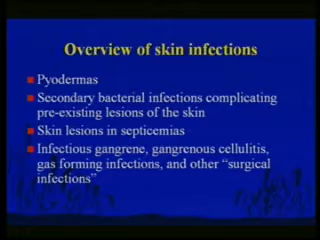 Overview of skin infections
Pyodermas
Secondary bacterial infections complicating
pre-existing lesions of the skin
Skin lesions in septicemias
Infectious gangrene, gangrenous cellulitis,
gas forming infections, and other “surgical
infections”